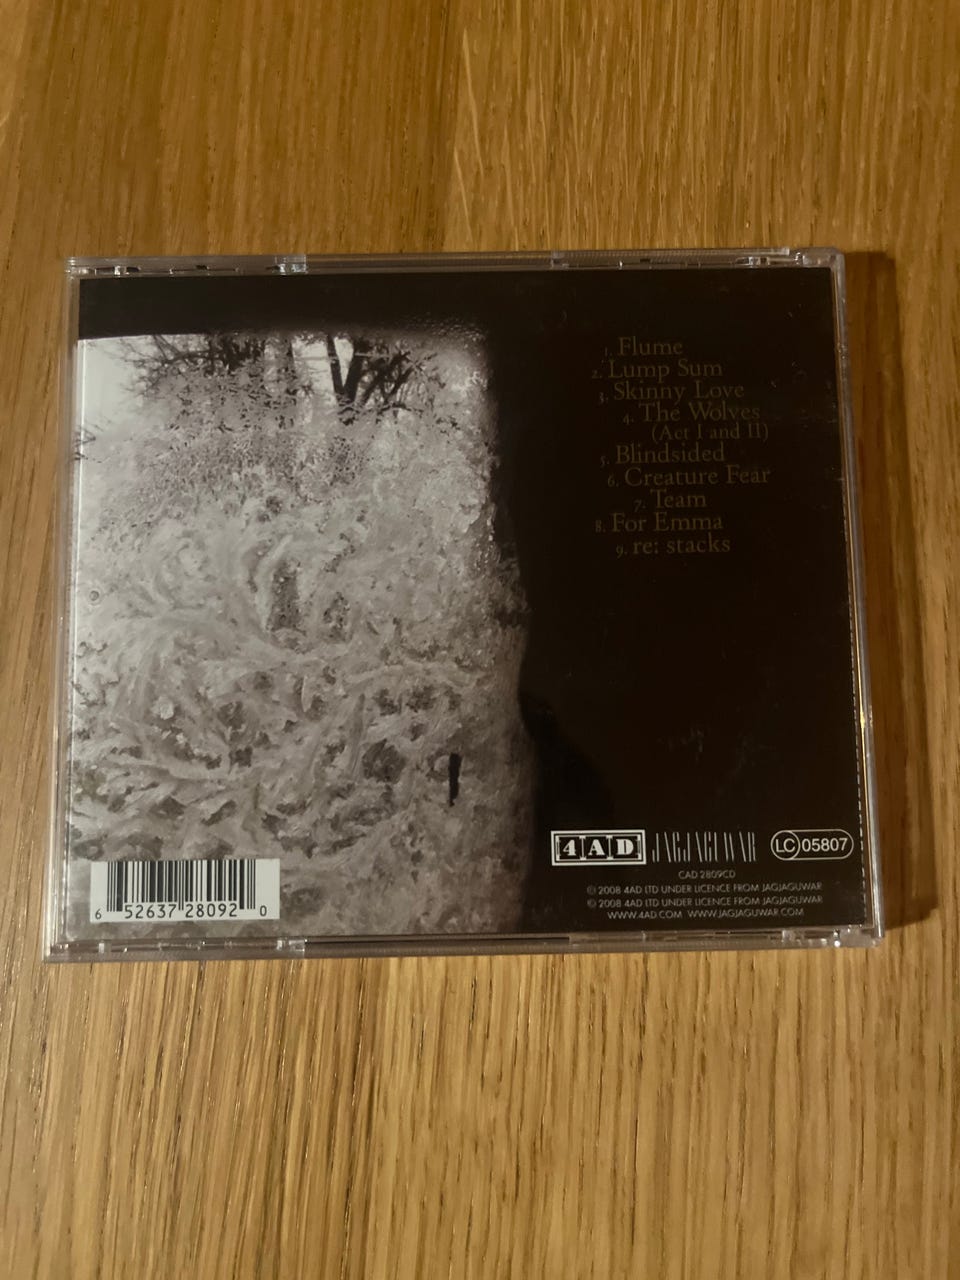 1. Flume
2. Lump Sum
3. Skinny Love
4. The Wolves
(Act I and II)
5. Blindsided
6. Creature Fear
7. Team
8. For Emma
9. re: stacks
4AD JAGJAGUWAR LC 05807
CAD 2809CD
℗ 2008 4AD LTD UNDER LICENCE FROM JAGJAGUWAR
© 2008 4AD LTD UNDER LICENCE FROM JAGJAGUWAR
WWW.4AD.COM WWW.JAGJAGUWAR.COM
6 52637 28092 0